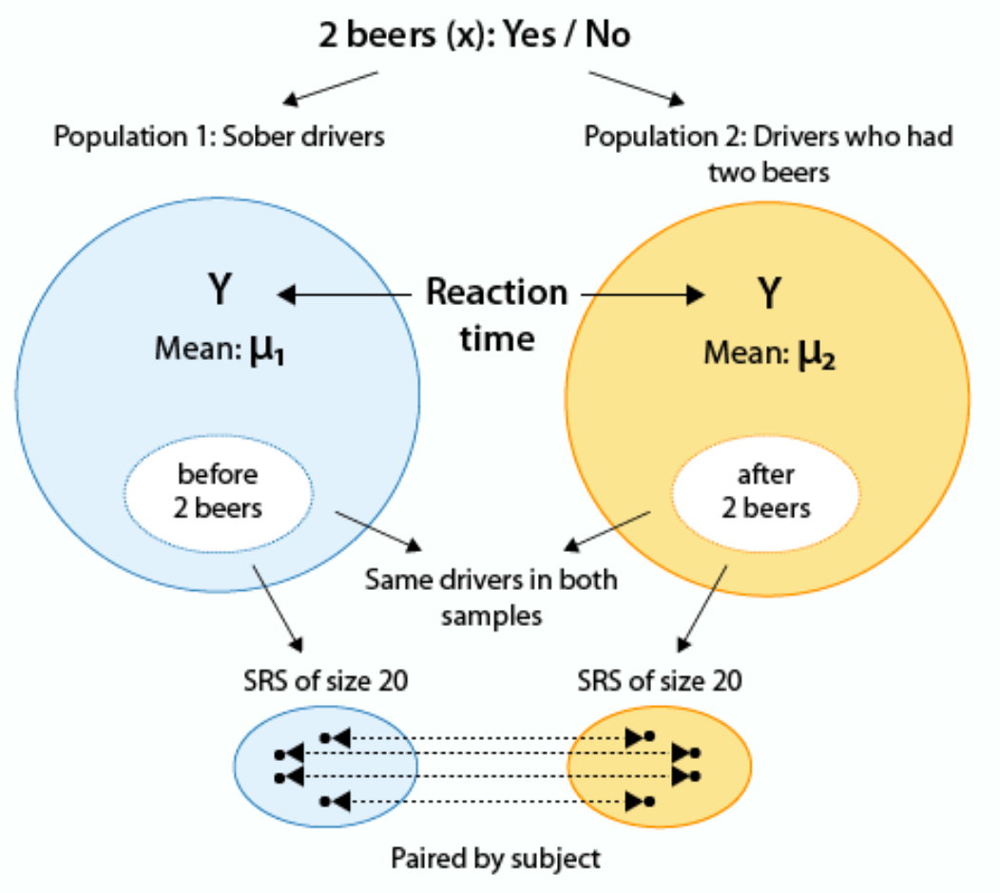 2 beers (x): Yes / No
Population 1: Sober drivers
Population 2: Drivers who had
two beers
Y
Mean: μ₁
Reaction
time
Y
Mean: μ₂
before
2 beers
after
2 beers
Same drivers in both
samples
SRS of size 20
SRS of size 20
Paired by subject